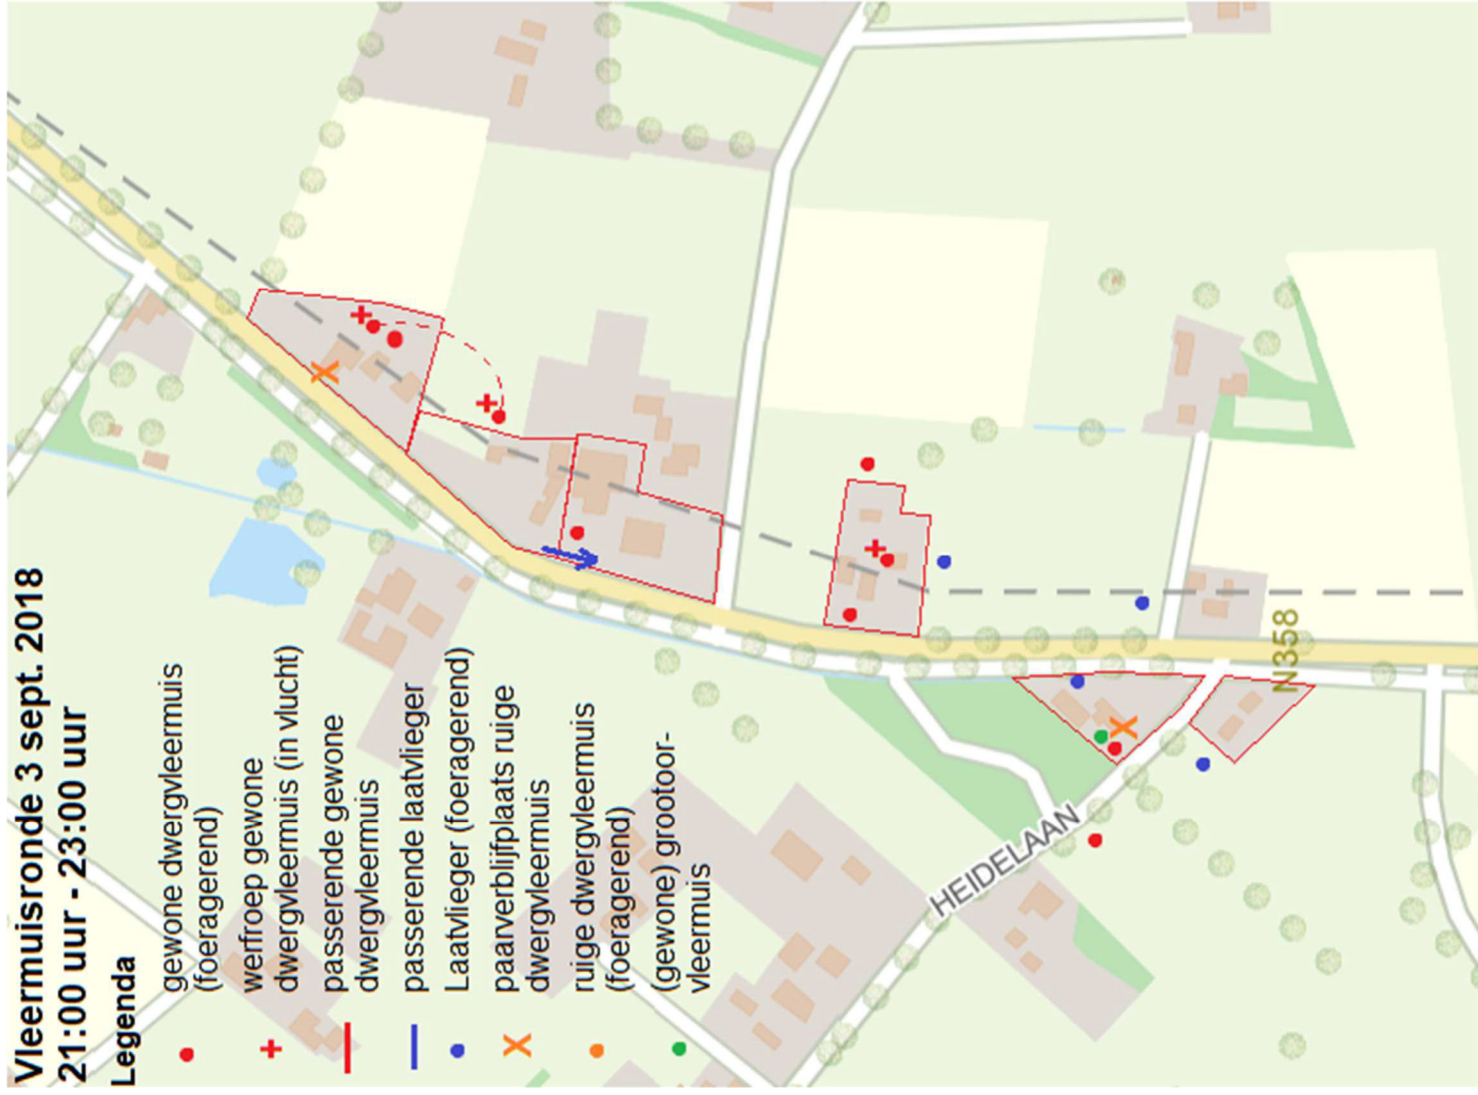 Vleermuisronde 3 sept. 2018
21:00 uur - 23:00 uur
Legenda
gewone dwergvleermuis
(foeragerend)
werfroep gewone
dwergvleermuis (in vlucht)
passerende gewone
dwergvleermuis
passerende laatvlieger
Laatvlieger (foeragerend)
paarverblijfplaats ruige
dwergvleermuis
ruige dwergvleermuis
(foeragerend)
(gewone) grootoor-
vleermuis
HEIDELAAN
N358